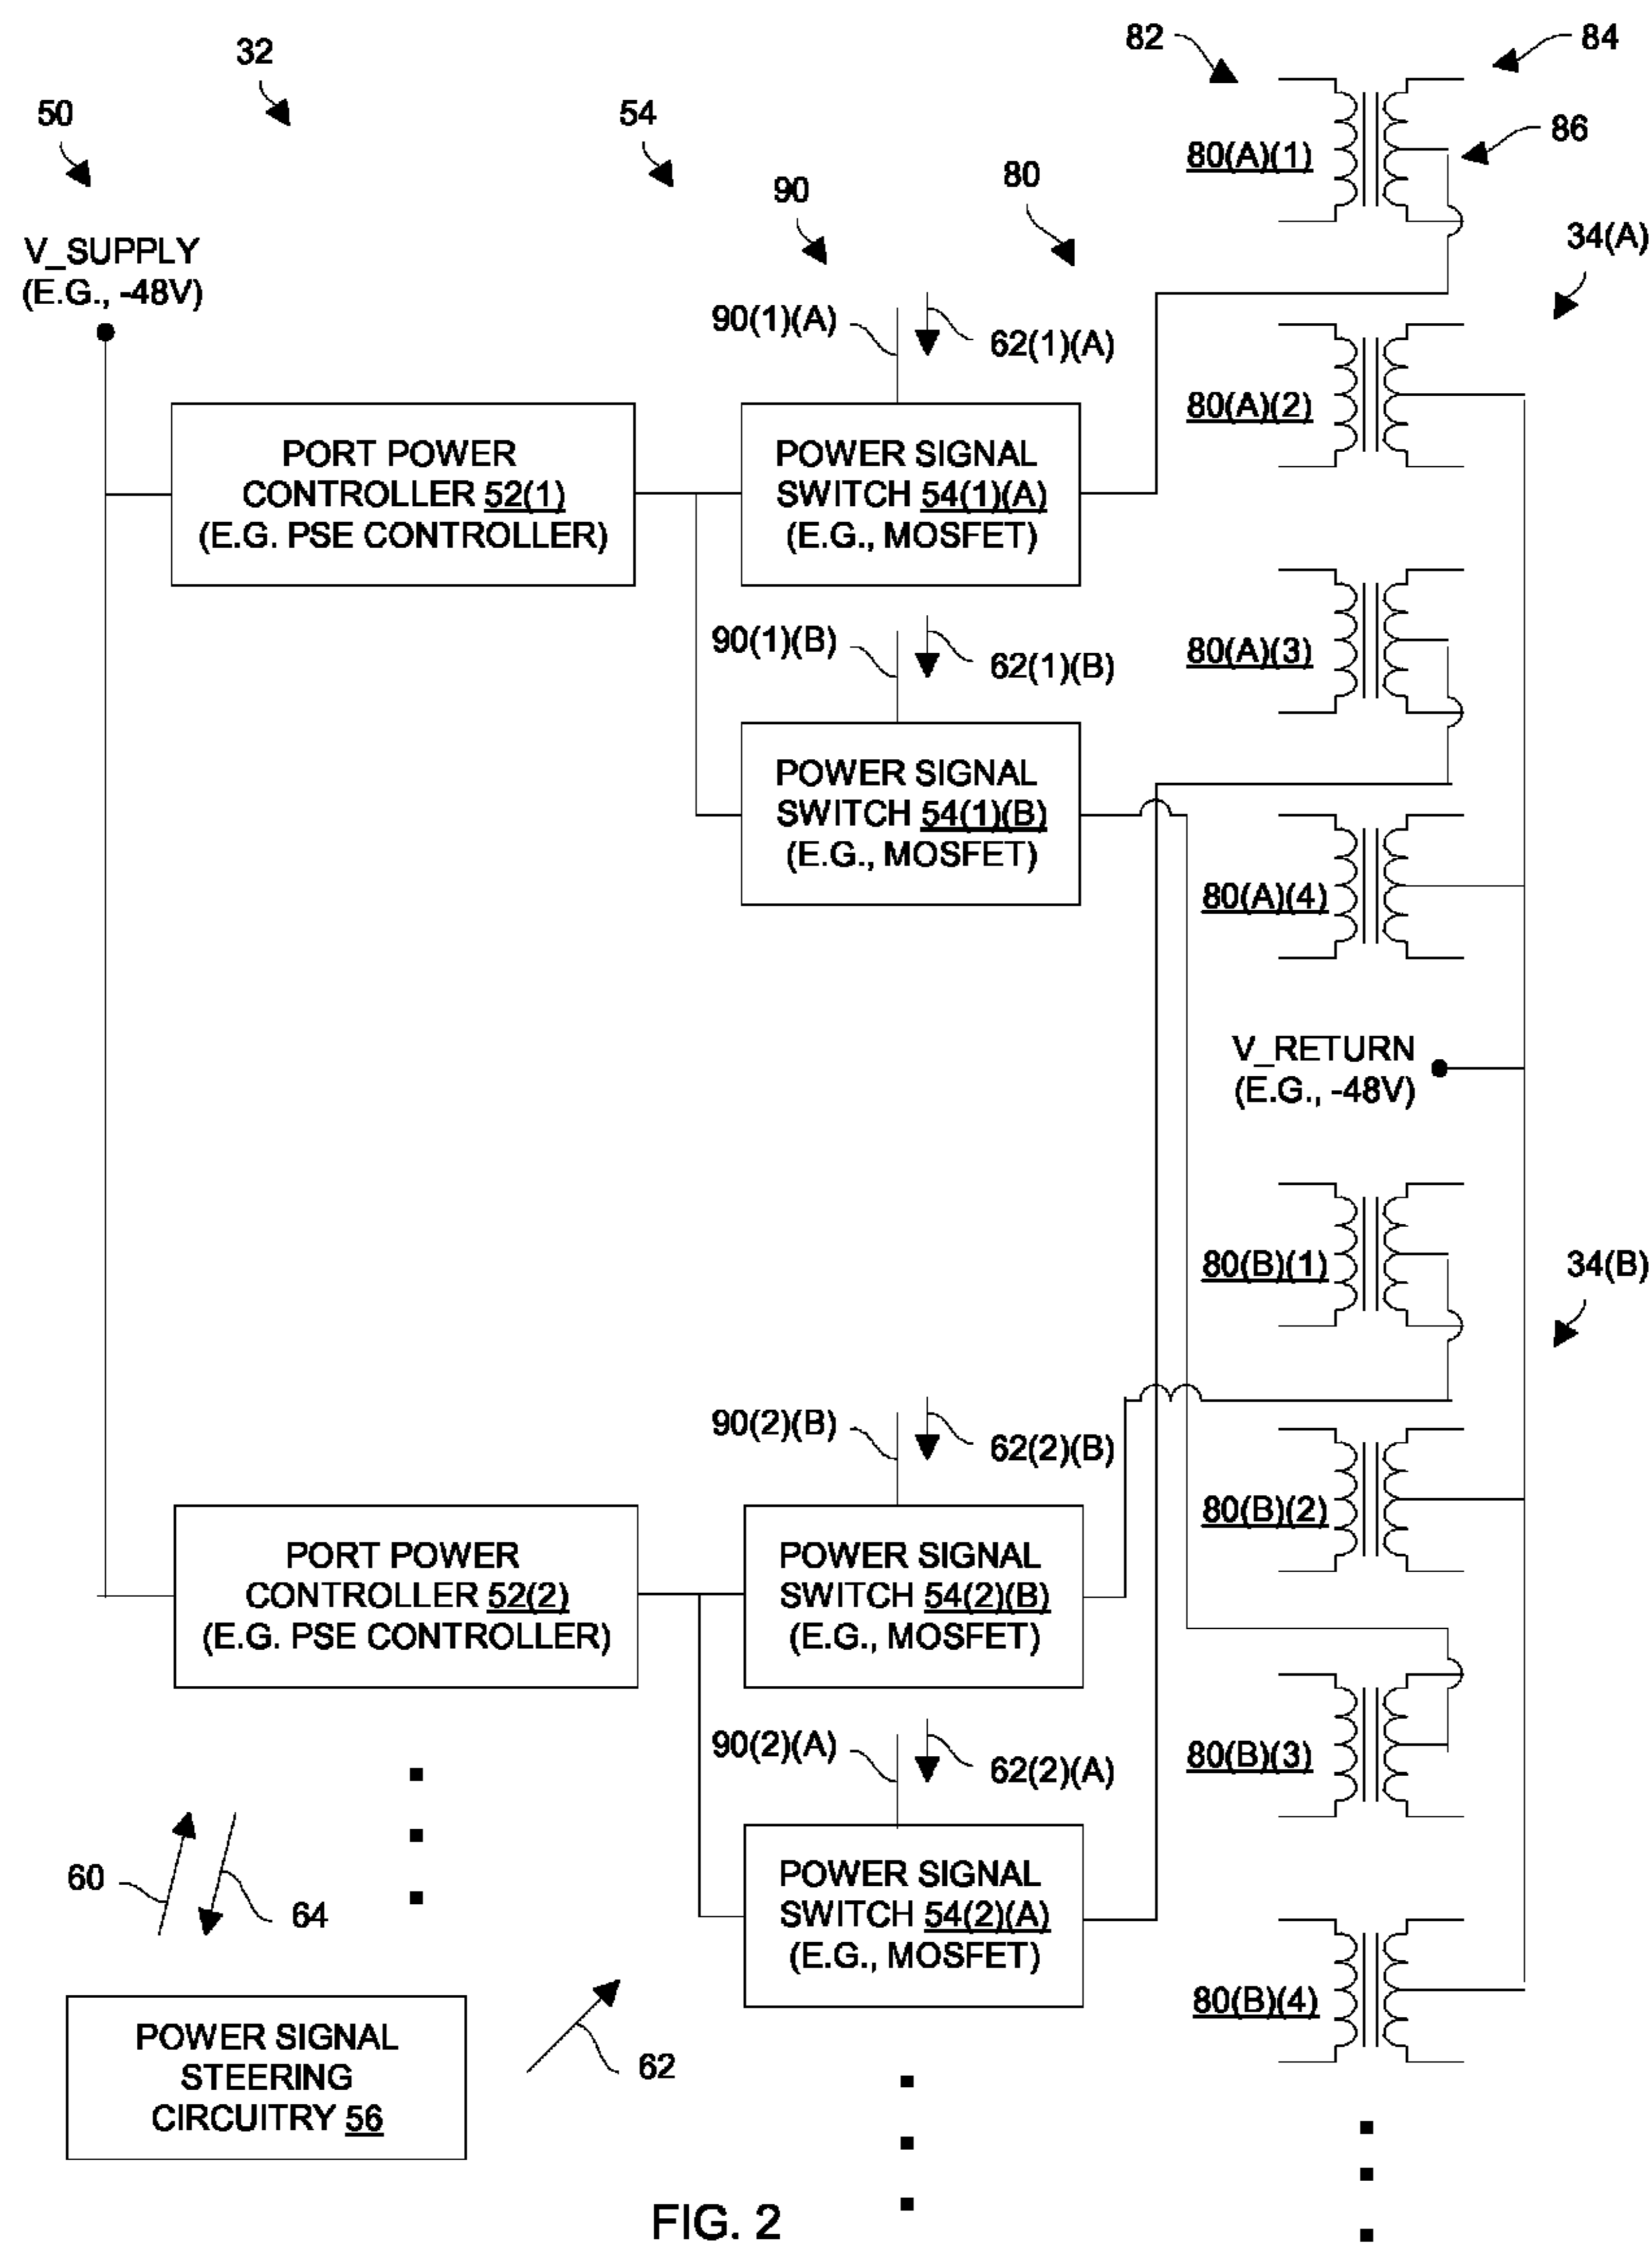 82
84
32
50
54
86
80(A)(1)
90
80
34(A)
V_SUPPLY
(E.G., -48V)
90(1)(A)
62(1)(A)
80(A)(2)
PORT POWER
CONTROLLER 52(1)
(E.G. PSE CONTROLLER)
POWER SIGNAL
SWITCH 54(1)(A)
(E.G., MOSFET)
90(1)(B)
62(1)(B)
80(A)(3)
POWER SIGNAL
SWITCH 54(1)(B)
(E.G., MOSFET)
80(A)(4)
V_RETURN
(E.G., -48V)
80(B)(1)
34(B)
90(2)(B)
62(2)(B)
80(B)(2)
PORT POWER
CONTROLLER 52(2)
(E.G. PSE CONTROLLER)
POWER SIGNAL
SWITCH 54(2)(B)
(E.G., MOSFET)
90(2)(A)
62(2)(A)
80(B)(3)
60
64
POWER SIGNAL
SWITCH 54(2)(A)
(E.G., MOSFET)
80(B)(4)
POWER SIGNAL
STEERING
CIRCUITRY 56
62
FIG. 2